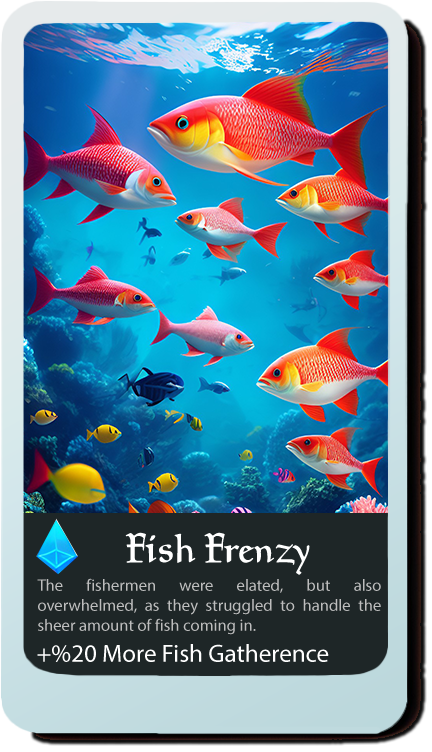 Fish Frenzy
The fishermen were elated, but also
overwhelmed, as they struggled to handle the
sheer amount of fish coming in.
+%20 More Fish Gatherence